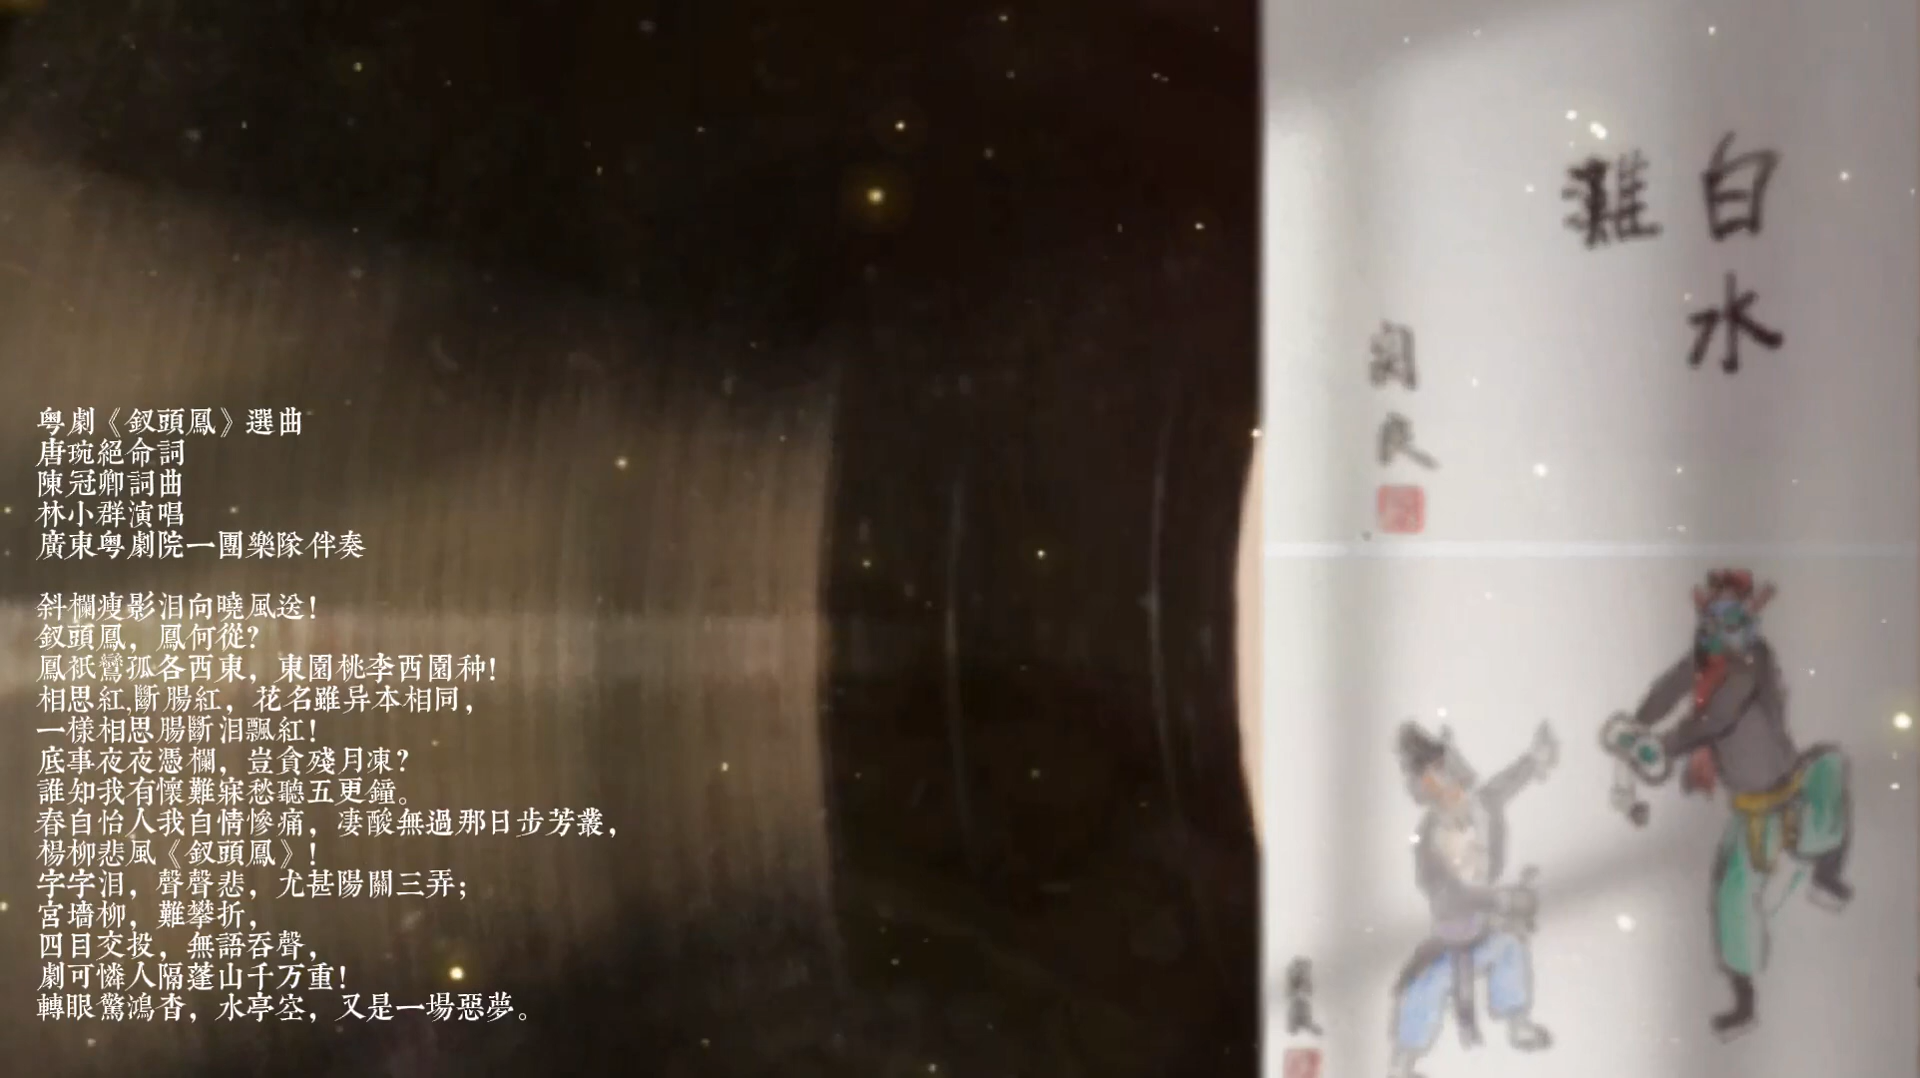 粤劇《釵頭鳳》選曲
唐琬絕命詞
陳冠卿詞曲
林小群演唱
廣東粤劇院一團樂隊伴奏
斜欄瘦影泪向曉風送！
釵頭鳳，鳳何從？
鳳衹鸞孤各西東，東園桃李西園种！
相思紅,斷腸紅，花名雖异本相同，
一樣相思腸斷泪飄紅！
底事夜夜憑欄，豈貪殘月凍？
誰知我有懷難寐愁聽五更鐘。
春自怡人我自情慘痛，凄酸無過那日步芳叢，
楊柳悲風《釵頭鳳》！
字字泪，聲聲悲，尤甚陽關三弄；
宮墻柳，難攀折，
四目交投，無語吞聲，
劇可憐人隔蓬山千万重！
轉眼驚鴻杳，水亭空，又是一場惡夢。
白水
灘
關良
關良